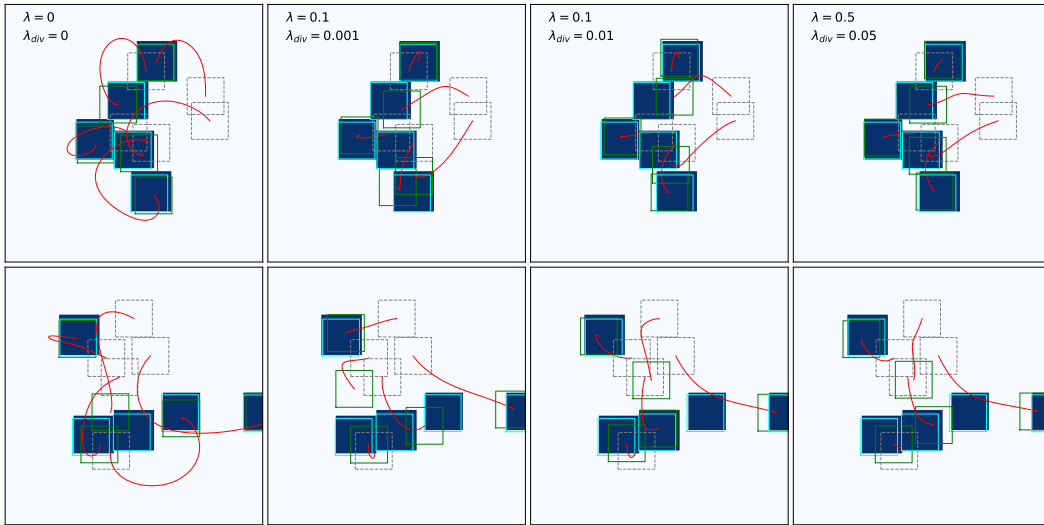 λ = 0
λ_div = 0
λ = 0.1
λ_div = 0.001
λ = 0.1
λ_div = 0.01
λ = 0.5
λ_div = 0.05